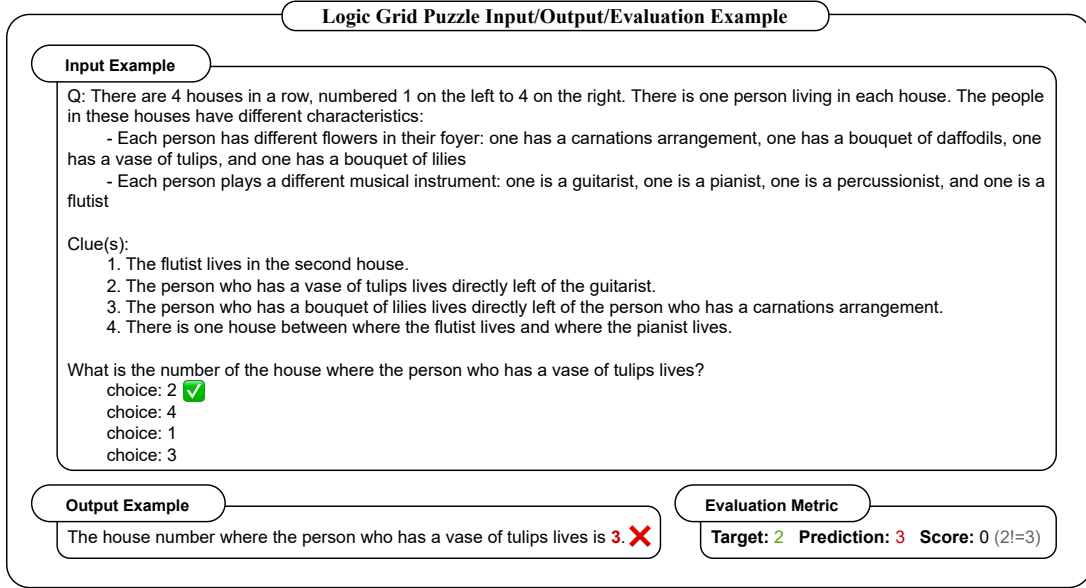 Logic Grid Puzzle Input/Output/Evaluation Example
Input Example
Q: There are 4 houses in a row, numbered 1 on the left to 4 on the right. There is one person living in each house. The people
in these houses have different characteristics:
- Each person has different flowers in their foyer: one has a carnations arrangement, one has a bouquet of daffodils, one
has a vase of tulips, and one has a bouquet of lilies
- Each person plays a different musical instrument: one is a guitarist, one is a pianist, one is a percussionist, and one is a
flutist
Clue(s):
1. The flutist lives in the second house.
2. The person who has a vase of tulips lives directly left of the guitarist.
3. The person who has a bouquet of lilies lives directly left of the person who has a carnations arrangement.
4. There is one house between where the flutist lives and where the pianist lives.
What is the number of the house where the person who has a vase of tulips lives?
choice: 2 ✅
choice: 4
choice: 1
choice: 3
Output Example
The house number where the person who has a vase of tulips lives is 3. ❌
Evaluation Metric
Target: 2 Prediction: 3 Score: 0 (2!=3)